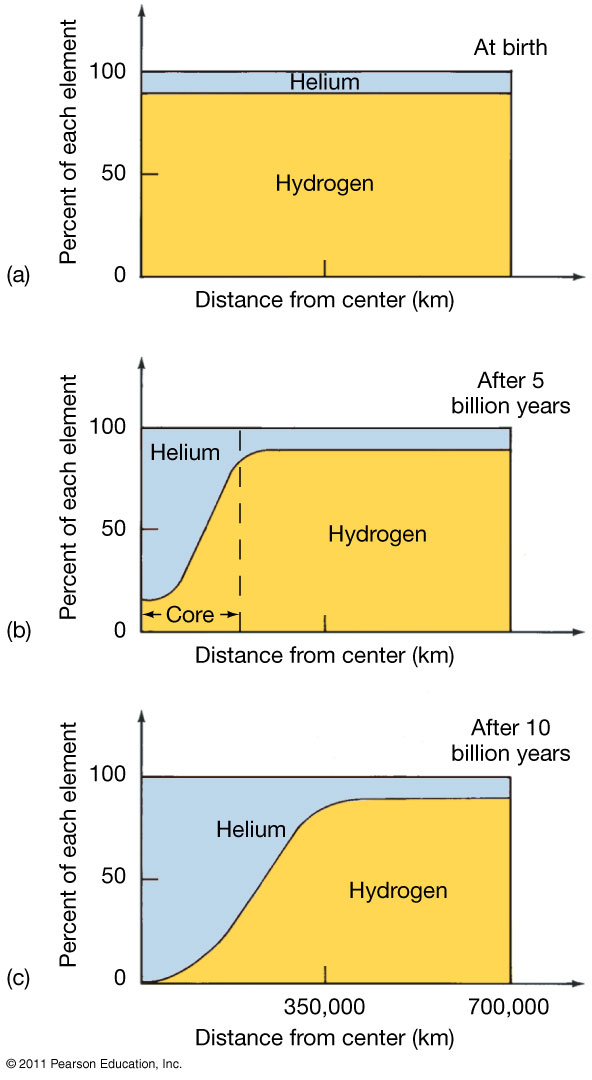 At birth
Percent of each element
100
50
0
Helium
Hydrogen
(a)
Distance from center (km)
After 5
billion years
Percent of each element
100
50
0
Helium
Hydrogen
Core
(b)
Distance from center (km)
After 10
billion years
Percent of each element
100
50
0
Helium
Hydrogen
(c)
350,000
700,000
Distance from center (km)
© 2011 Pearson Education, Inc.